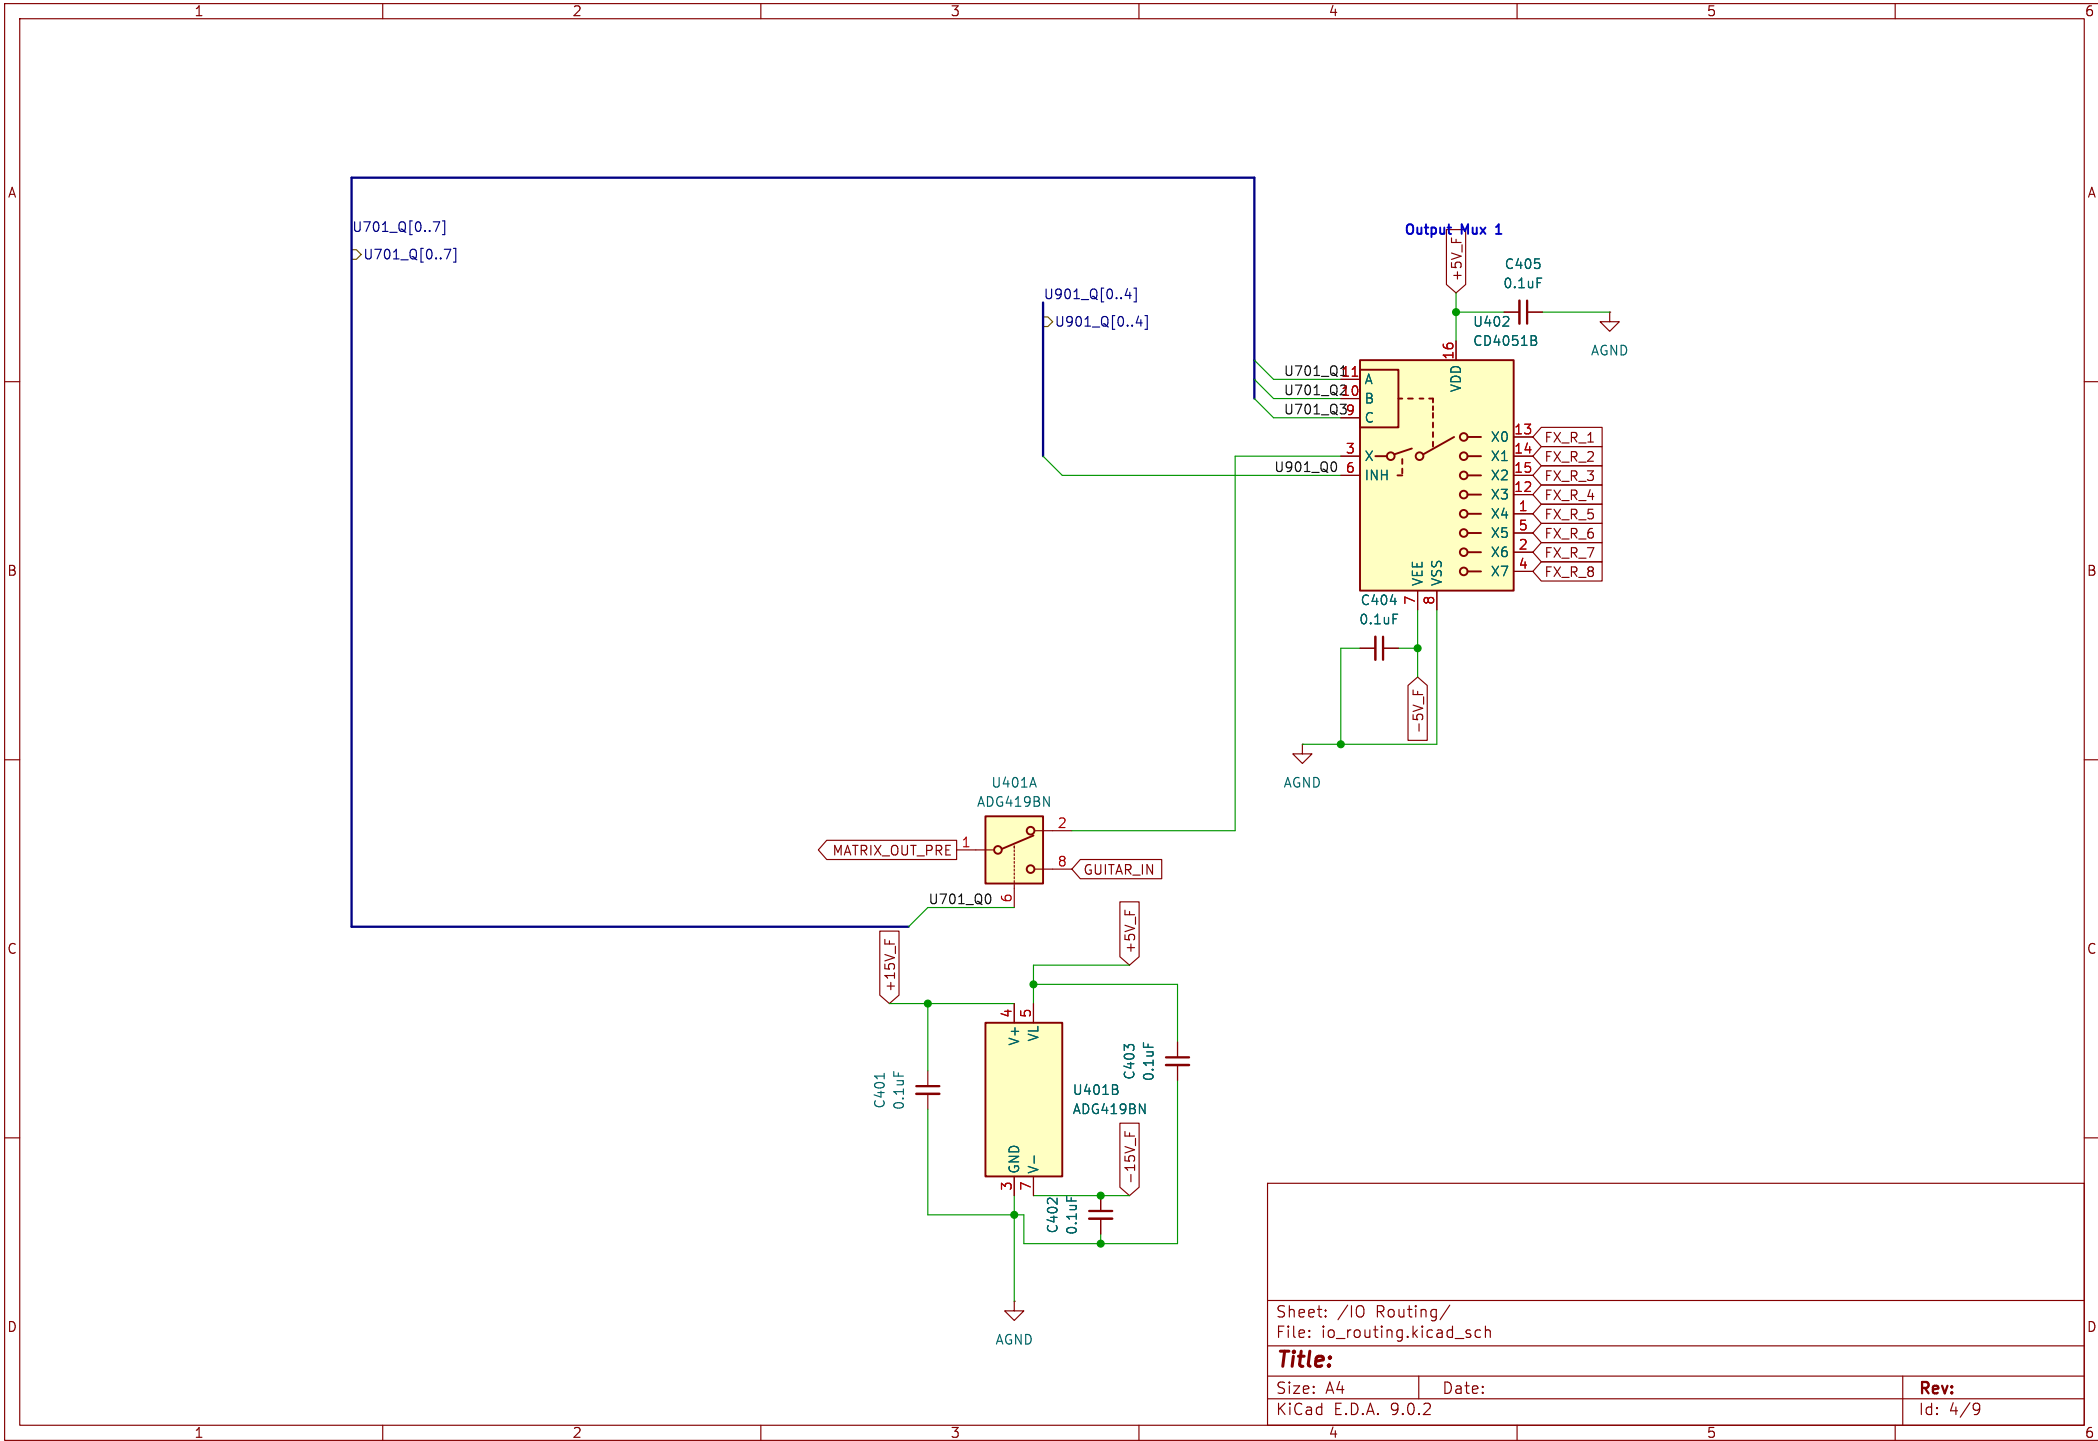 1 2 3 4 5 6
A
U701_Q[0..7]
U701_Q[0..7]
U901_Q[0..4]
U901_Q[0..4]
Output Mux 1
+5V_F
C405
0.1uF
AGND
U402
CD4051B
16
VDD
U701_Q1 11 A
U701_Q2 10 B
U701_Q3 9 C
3 X
U901_Q0 6 INH
X0 13 FX_R_1
X1 14 FX_R_2
X2 15 FX_R_3
X3 12 FX_R_4
X4 1 FX_R_5
X5 5 FX_R_6
X6 2 FX_R_7
X7 4 FX_R_8
VEE VSS
7 8
C404
0.1uF
-5V_F
AGND
A
B
B
U401A
ADG419BN
MATRIX_OUT_PRE 1
2
8 GUITAR_IN
U701_Q0 6
C
C
+15V_F
+5V_F
4 5
V+ VL
C401
0.1uF
C403
0.1uF
U401B
ADG419BN
-15V_F
GND V-
3 7
C402
0.1uF
AGND
D
D
Sheet: /IO Routing/
File: io_routing.kicad_sch
Title:
Size: A4 Date: Rev:
KiCad E.D.A. 9.0.2 Id: 4/9
1 2 3 4 5 6